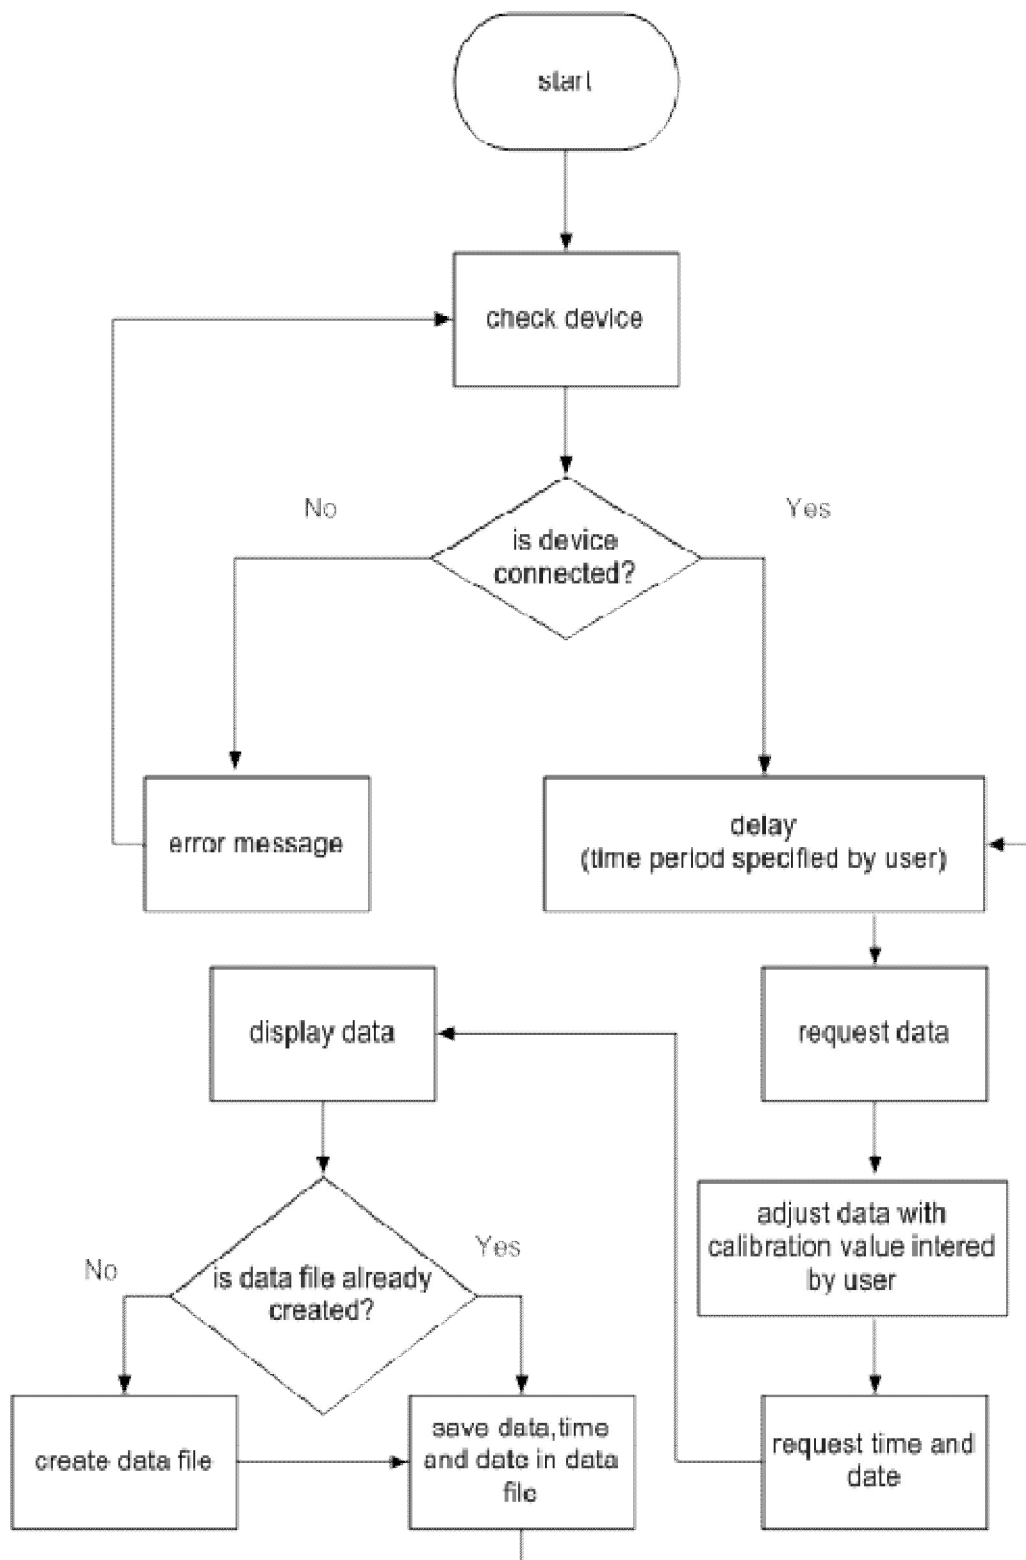 start
check device
No
Yes
is device
connected?
error message
delay
(time period specified by user)
display data
request data
adjust data with
calibration value intered
by user
No
Yes
is data file already
created?
create data file
save data,time
and date in data
file
request time and
date